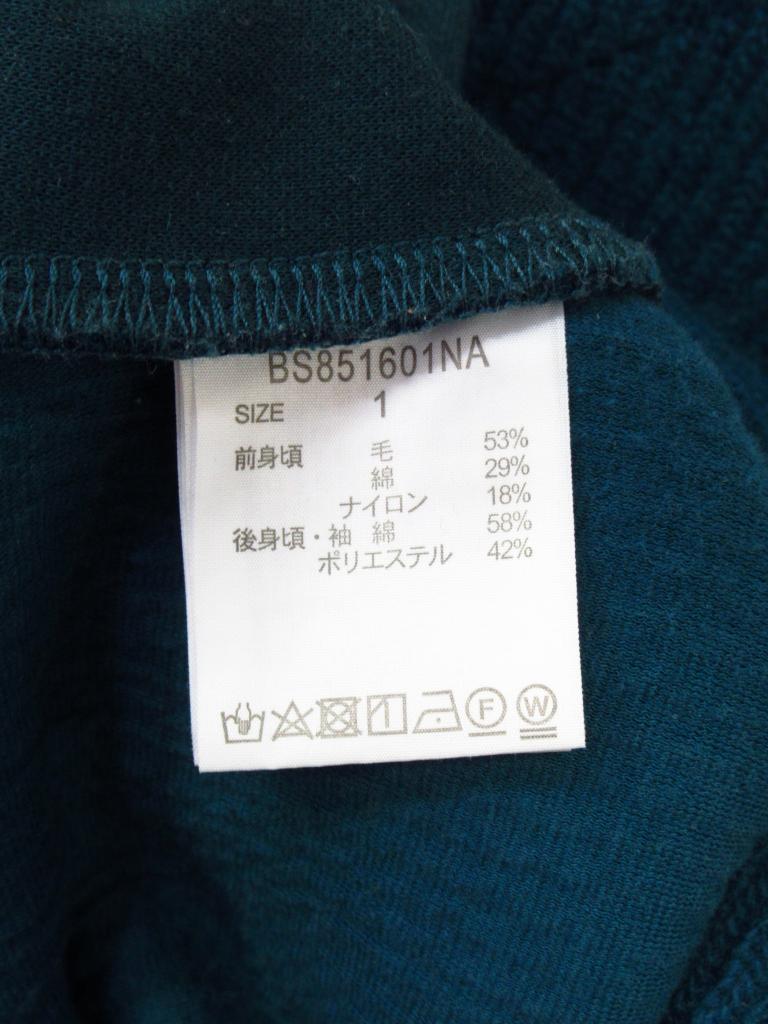 BS851601NA
SIZE 1
前身頃 毛 53%
綿 29%
ナイロン 18%
後身頃・袖 綿 58%
ポリエステル 42%
F W